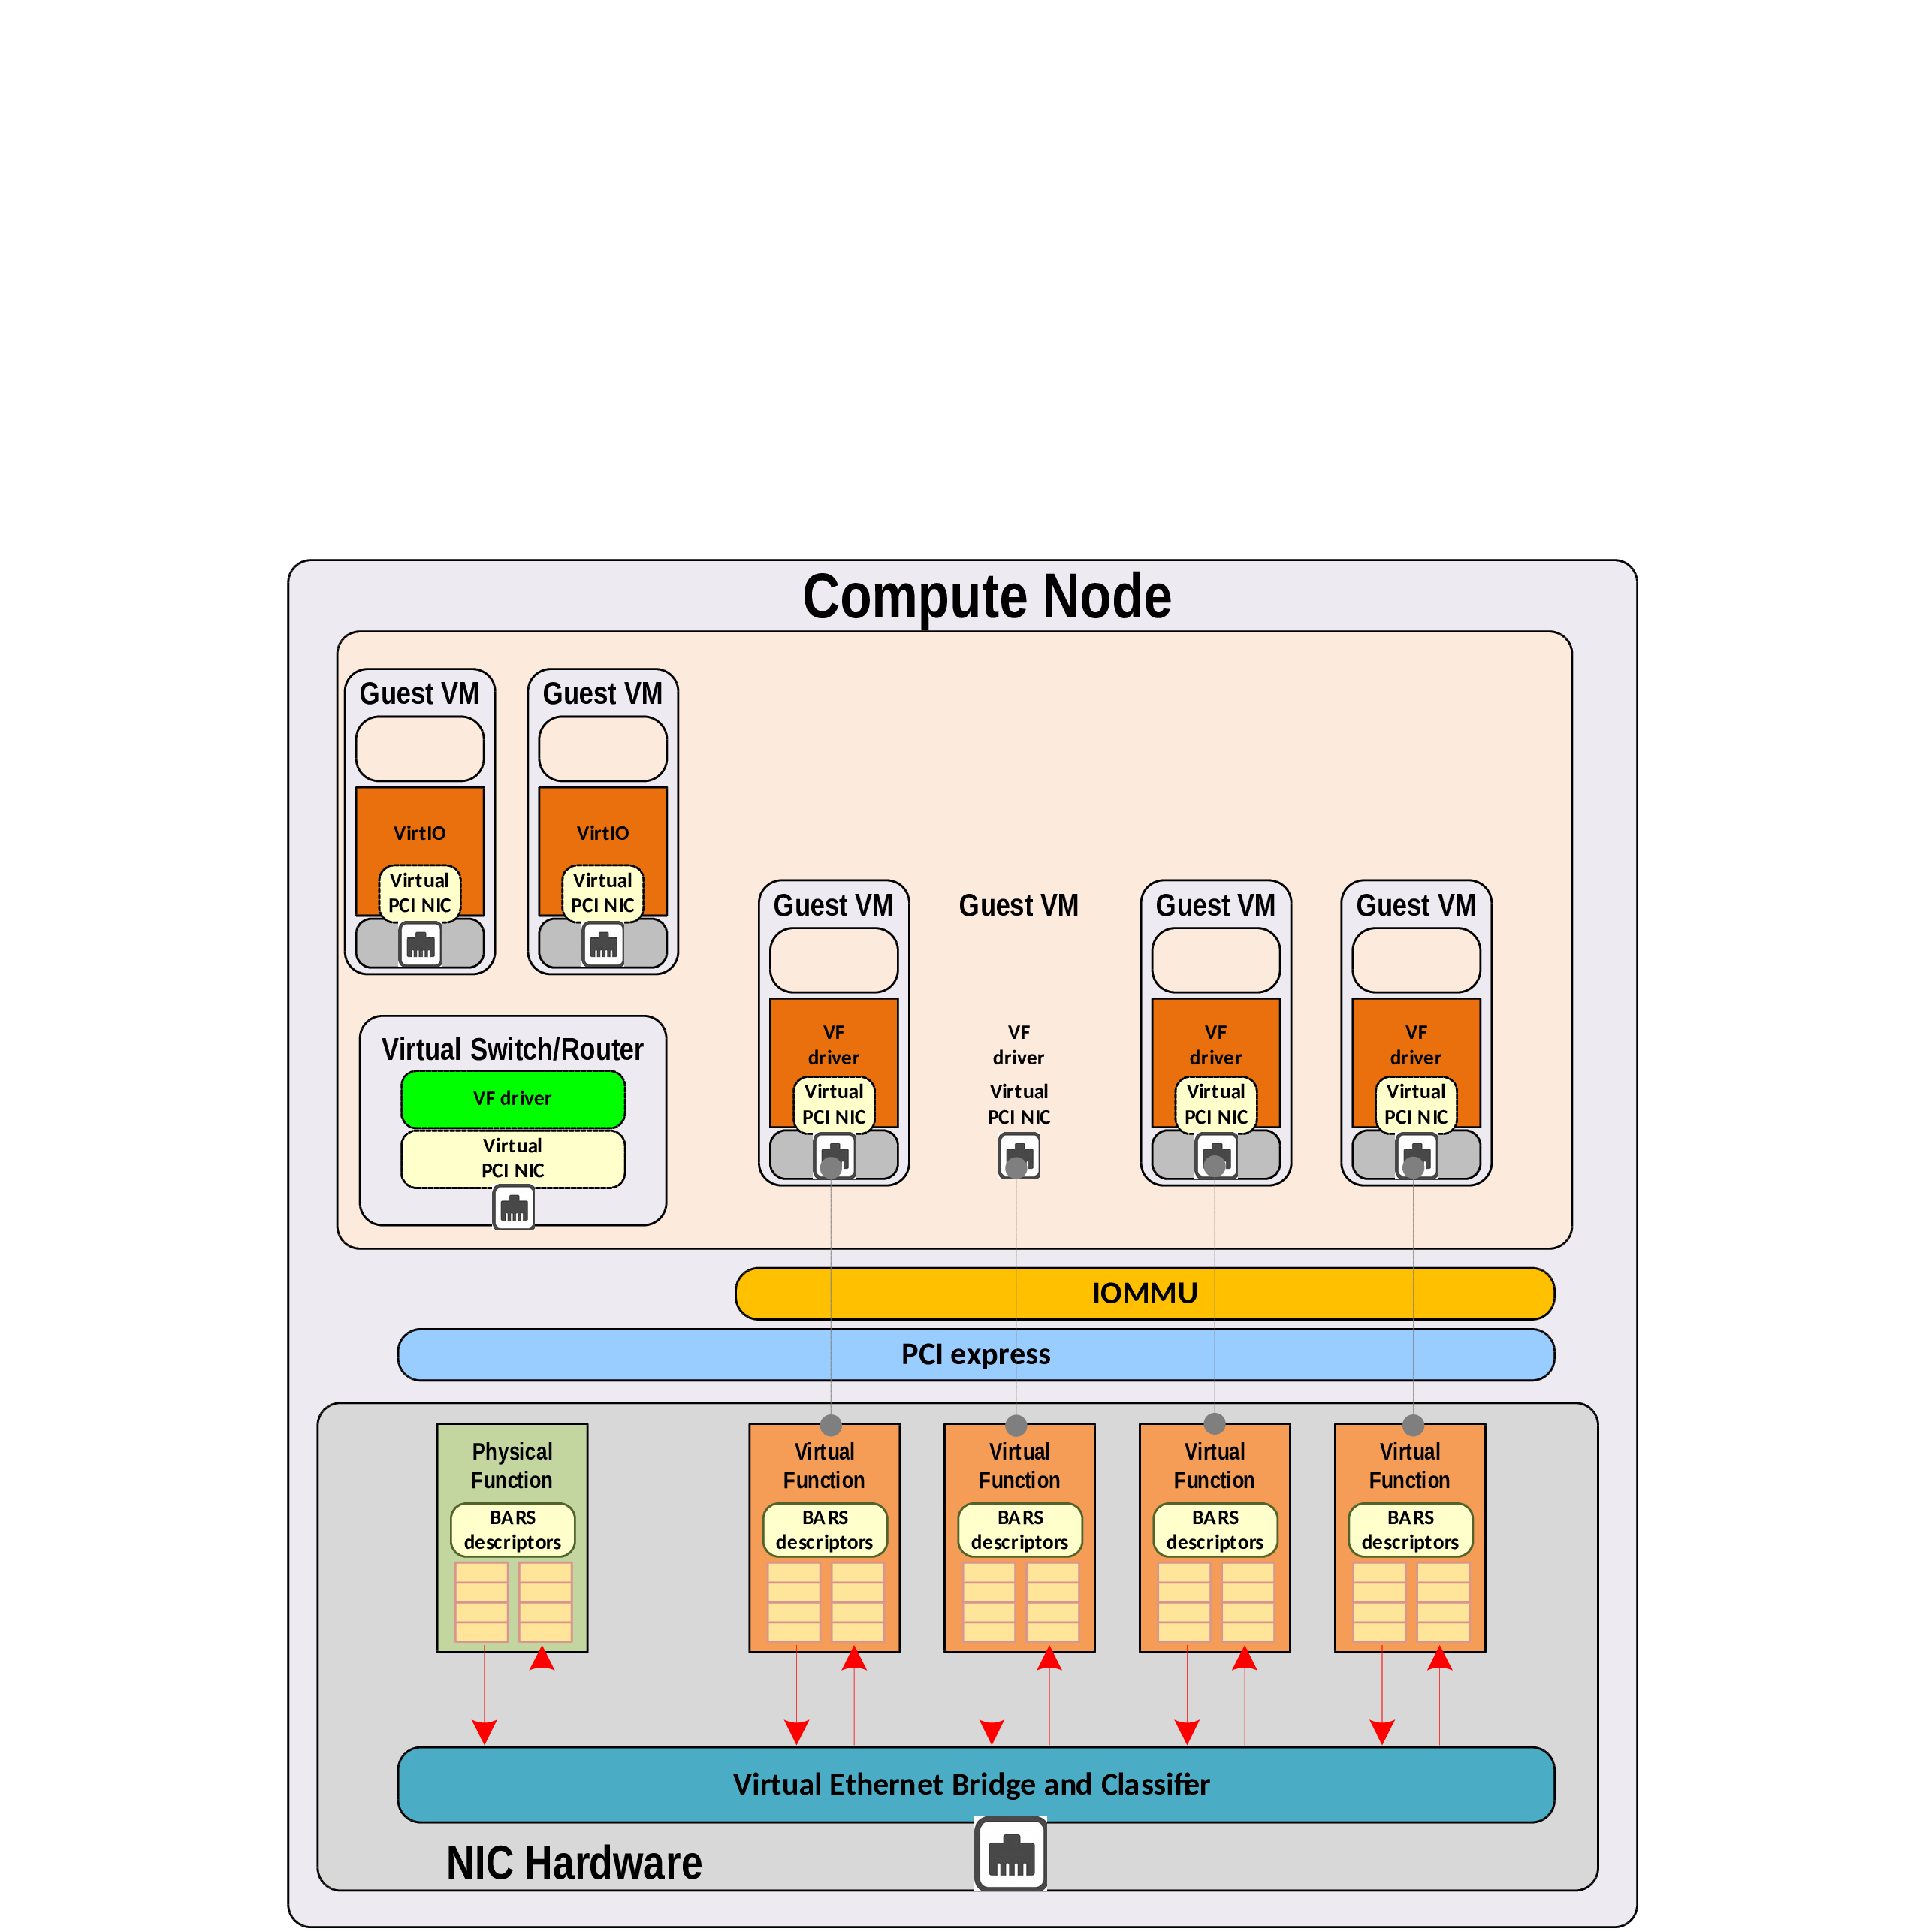 Compute Node
Guest VM
Guest VM
VirtIO
VirtIO
Virtual
PCI NIC
Virtual
PCI NIC
Guest VM
Guest VM
Guest VM
Guest VM
VF
driver
VF
driver
VF
driver
VF
driver
Virtual
PCI NIC
Virtual
PCI NIC
Virtual
PCI NIC
Virtual
PCI NIC
Virtual Switch/Router
VF driver
Virtual
PCI NIC
IOMMU
PCI express
Physical
Function
BARS
descriptors
Virtual
Function
BARS
descriptors
Virtual
Function
BARS
descriptors
Virtual
Function
BARS
descriptors
Virtual
Function
BARS
descriptors
Virtual Ethernet Bridge and Classifier
NIC Hardware